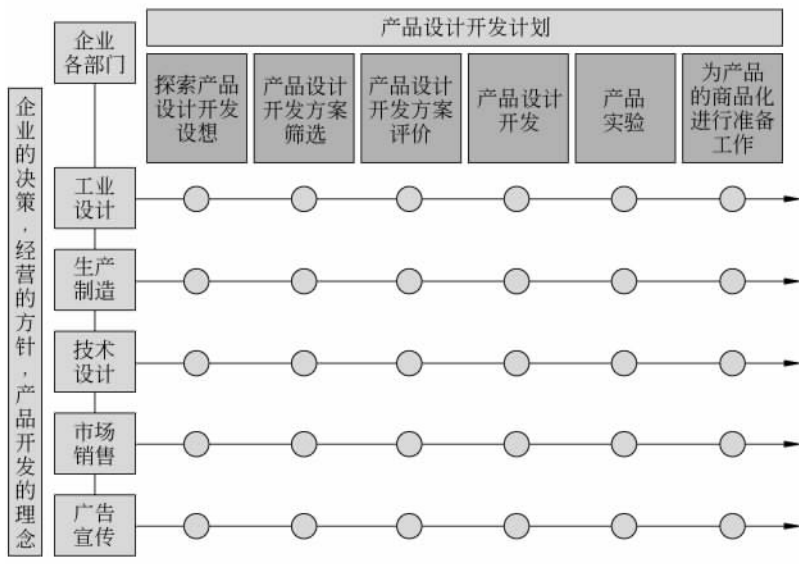 产品设计开发计划
企业
各部门
探索产品
设计开发
设想
产品设计
开发方案
筛选
产品设计
开发方案
评价
产品设计
开发
产品
实验
为产品
的商品化
进行准备
工作
企业的决策，经营的方针，产品开发的理念
工业
设计
生产
制造
技术
设计
市场
销售
广告
宣传